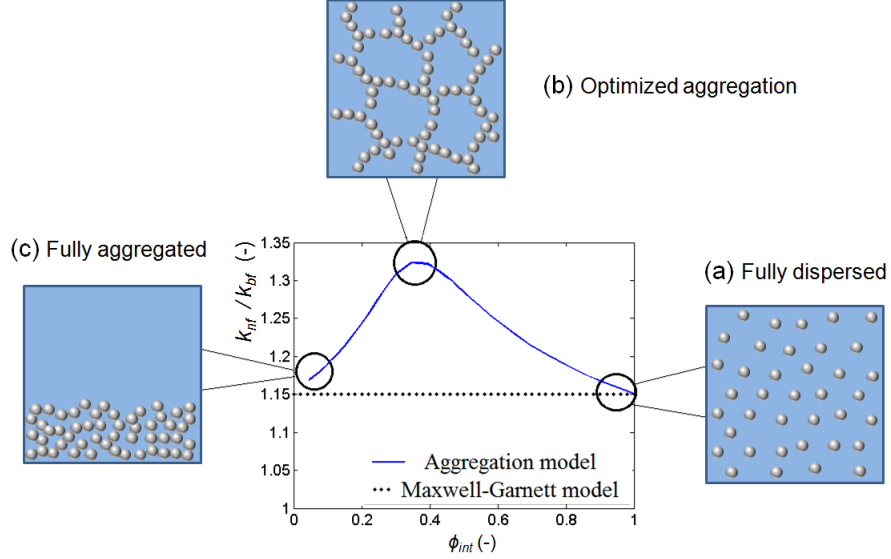 (b) Optimized aggregation
(c) Fully aggregated
(a) Fully dispersed
k_nf / k_bf (-)
1.35
1.3
1.25
1.2
1.15
1.1
1.05
1
Aggregation model
Maxwell-Garnett model
0 0.2 0.4 0.6 0.8 1
ϕ_int (-)